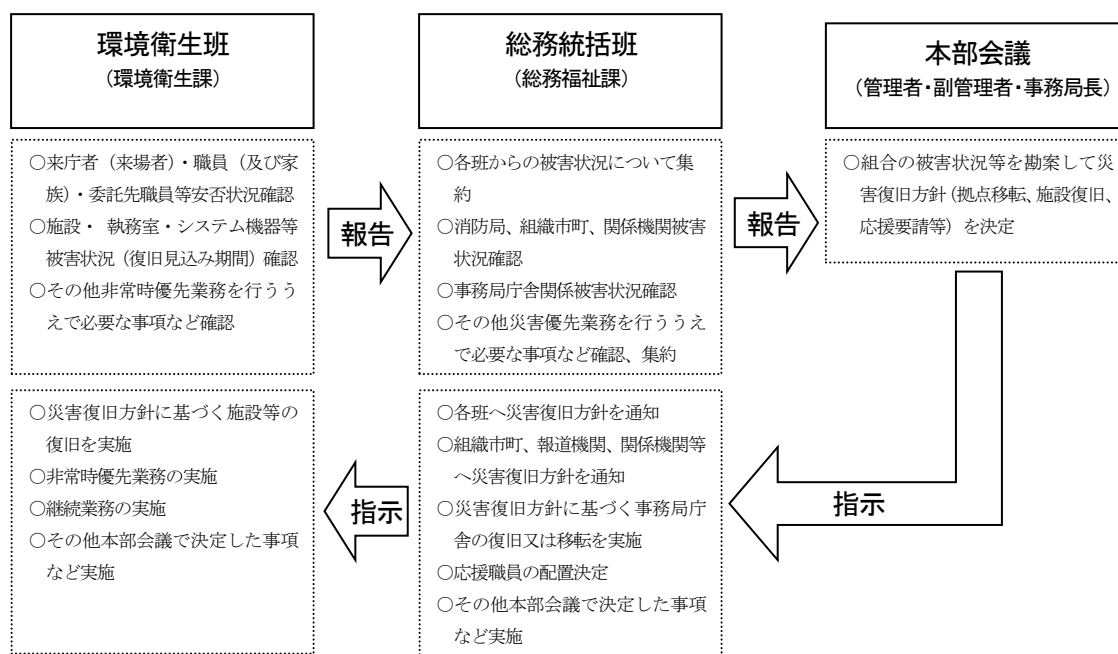 環境衛生班
（環境衛生課）
○来庁者（来場者）・職員（及び家
族）・委託先職員等安否状況確認
○施設・ 執務室・システム機器等
被害状況（復旧見込み期間）確認
○その他非常時優先業務を行ううえ
で必要な事項など確認
報告
総務統括班
（総務福祉課）
○各班からの被害状況について集
約
○消防局、組織市町、関係機関被害
状況確認
○事務局庁舎関係被害状況確認
○その他災害優先業務を行ううえ
で必要な事項など確認、集約
報告
本部会議
（管理者・副管理者・事務局長）
○組合の被害状況等を勘案して災
害復旧方針（拠点移転、施設復旧、
応援要請等）を決定
指示
○各班へ災害復旧方針を通知
○組織市町、報道機関、関係機関等
へ災害復旧方針を通知
○災害復旧方針に基づく事務局庁
舎の復旧又は移転を実施
○応援職員の配置決定
○その他本部会議で決定した事項
など実施
指示
○災害復旧方針に基づく施設等の
復旧を実施
○非常時優先業務の実施
○継続業務の実施
○その他本部会議で決定した事項
など実施